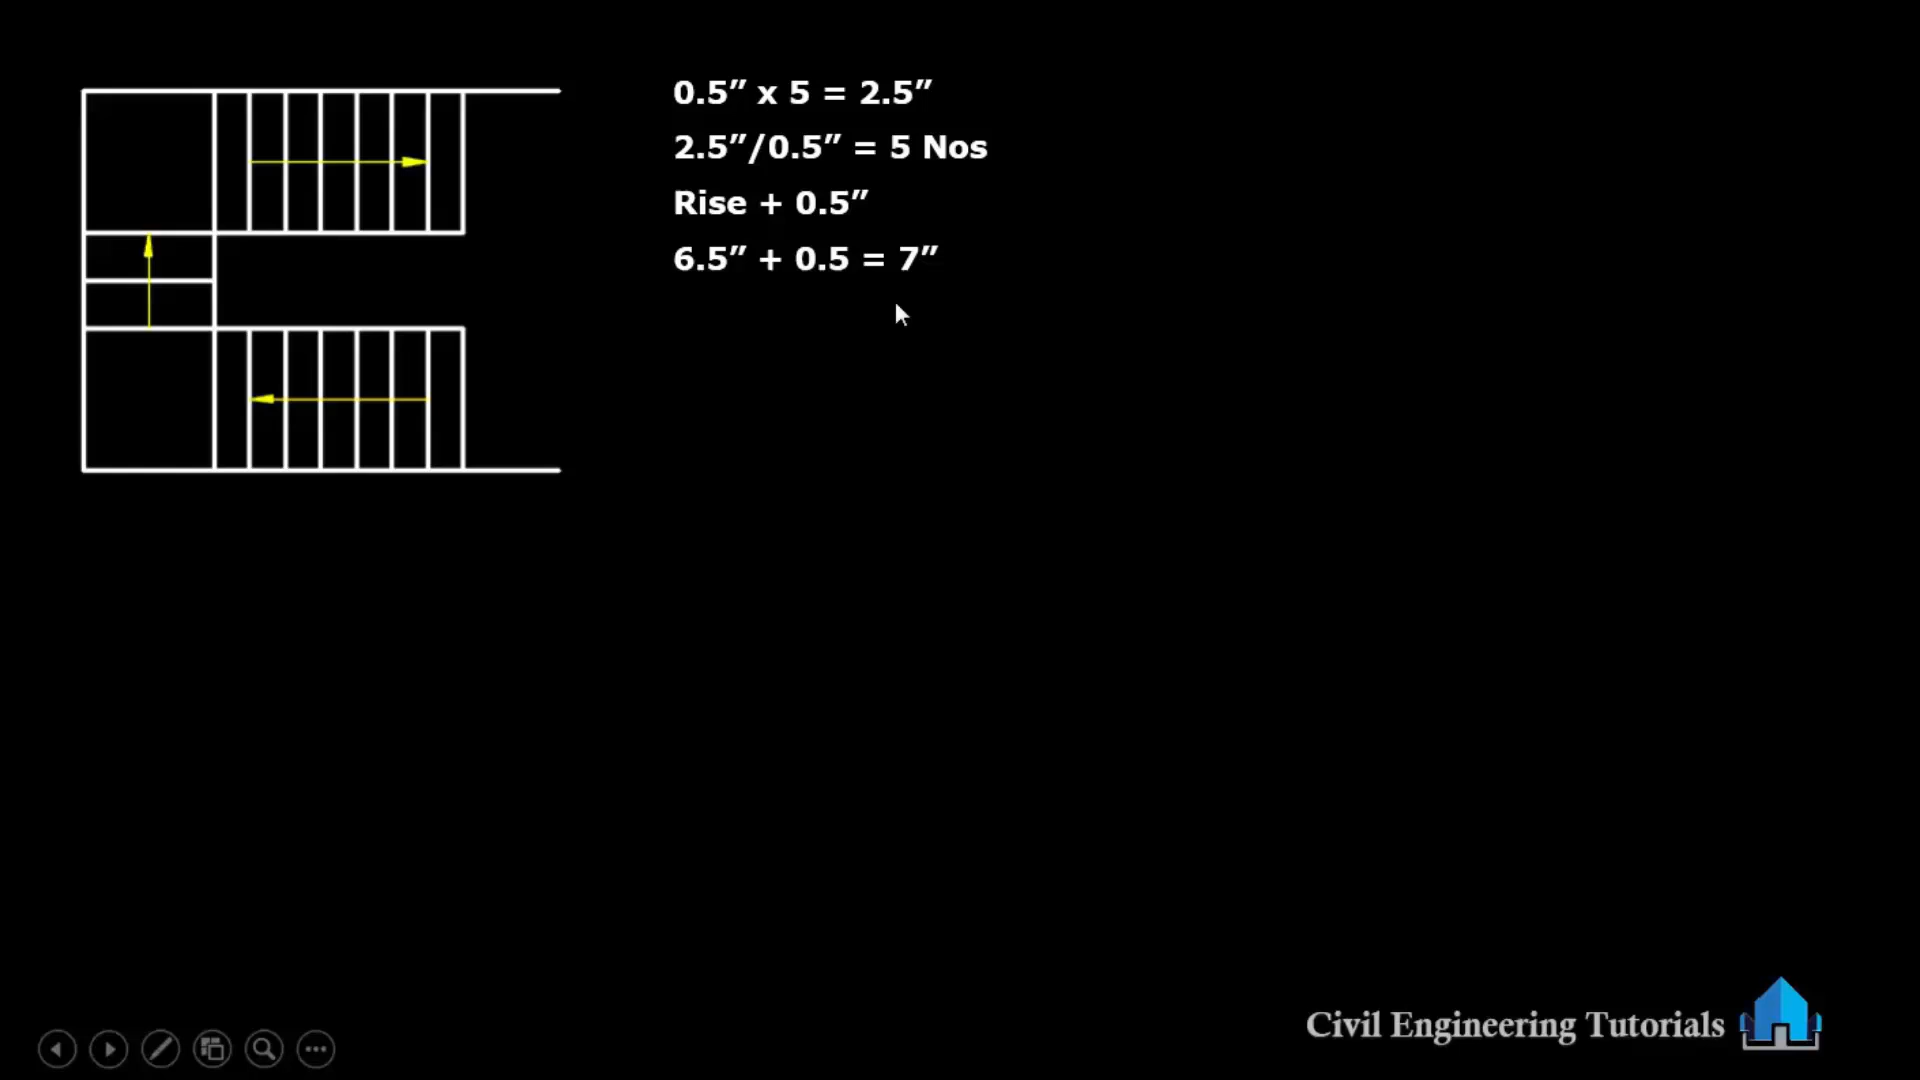 0.5” x 5 = 2.5”
2.5”/0.5” = 5 Nos
Rise + 0.5”
6.5” + 0.5 = 7”
Civil Engineering Tutorials